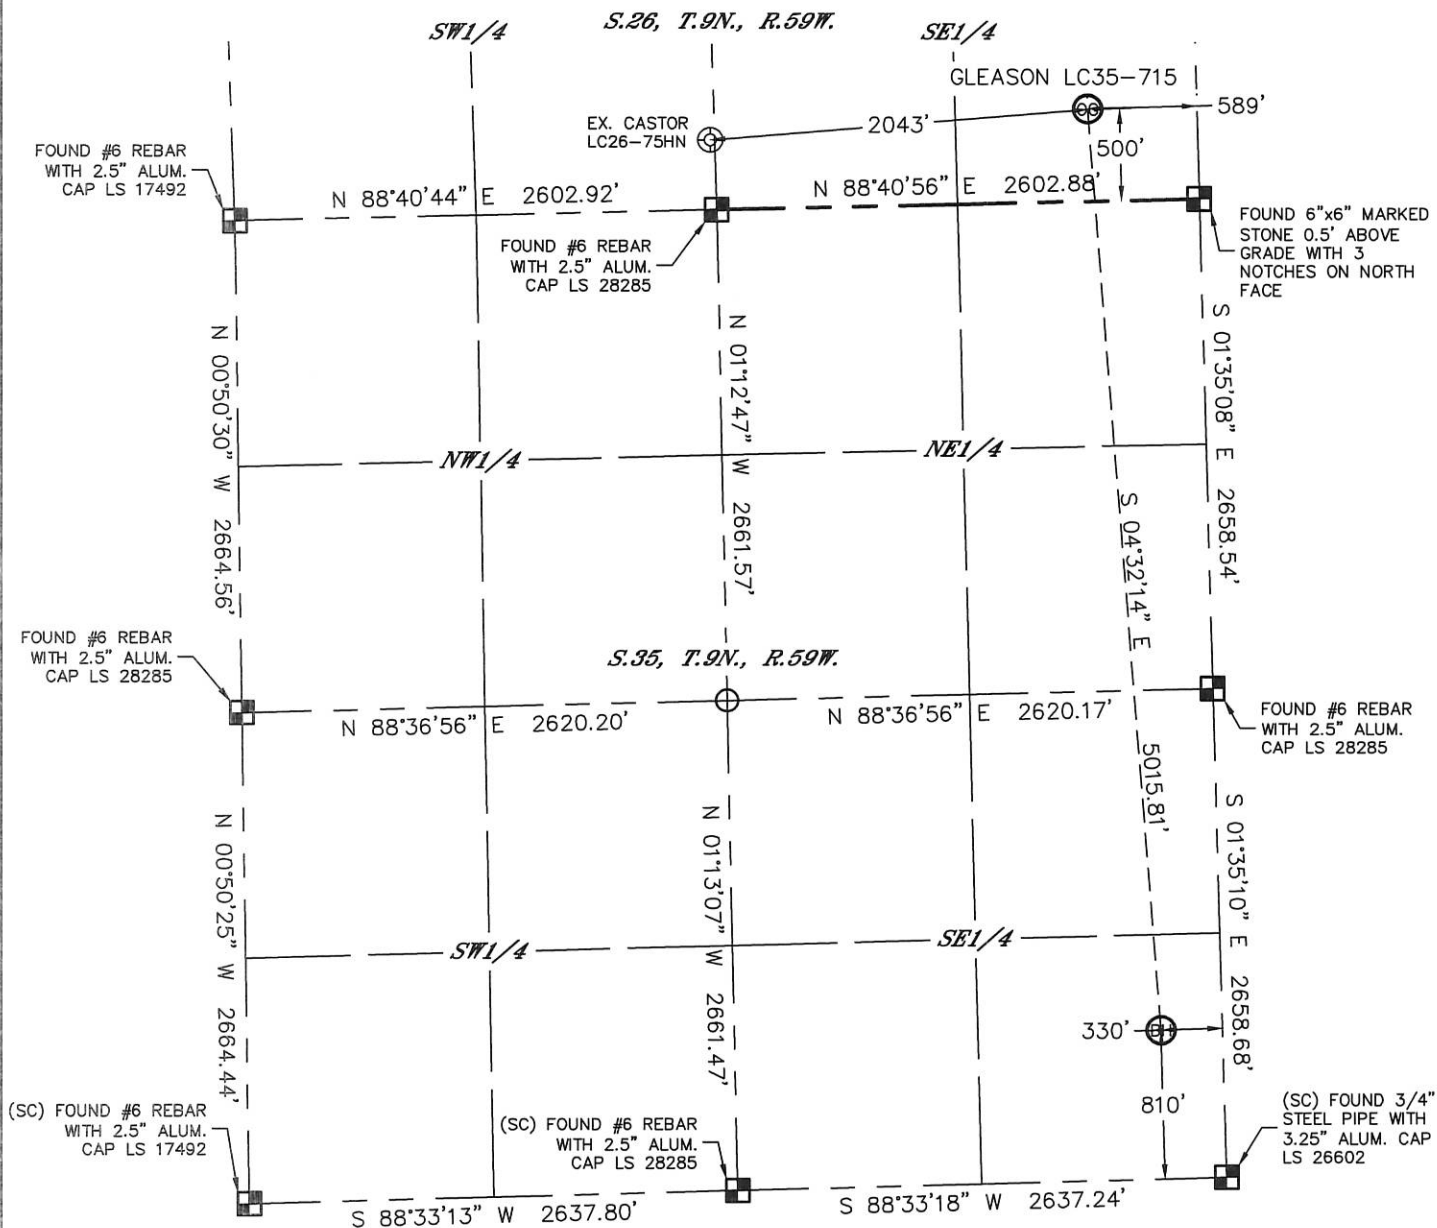 SW1/4
S.26, T.9N., R.59W.
SE1/4
GLEASON LC35-715
589'
2043'
500'
EX. CASTOR
LC26-75HN
FOUND #6 REBAR
WITH 2.5" ALUM.
CAP LS 17492
N 88°40'44" E 2602.92'
N 88°40'56" E 2602.88'
FOUND #6 REBAR
WITH 2.5" ALUM.
CAP LS 28285
FOUND 6"x6" MARKED
STONE 0.5' ABOVE
GRADE WITH 3
NOTCHES ON NORTH
FACE
N 00°50'30" W 2664.56'
N 01°12'47" W 2661.57'
S 01°35'08" E 2658.54'
NW1/4
NE1/4
S 04°32'14" E 5015.81'
FOUND #6 REBAR
WITH 2.5" ALUM.
CAP LS 28285
S.35, T.9N., R.59W.
N 88°36'56" E 2620.20'
N 88°36'56" E 2620.17'
FOUND #6 REBAR
WITH 2.5" ALUM.
CAP LS 28285
N 00°50'25" W 2664.44'
N 01°13'07" W 2661.47'
S 01°35'10" E 2658.68'
SW1/4
SE1/4
330'
BH
810'
(SC) FOUND #6 REBAR
WITH 2.5" ALUM.
CAP LS 17492
(SC) FOUND #6 REBAR
WITH 2.5" ALUM.
CAP LS 28285
(SC) FOUND 3/4"
STEEL PIPE WITH
3.25" ALUM. CAP
LS 26602
S 88°33'13" W 2637.80'
S 88°33'18" W 2637.24'